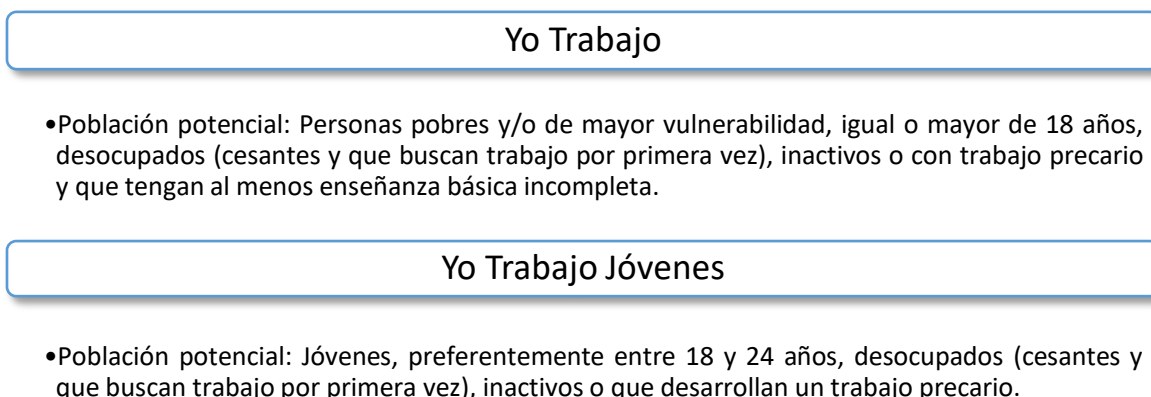 Yo Trabajo
•Población potencial: Personas pobres y/o de mayor vulnerabilidad, igual o mayor de 18 años,
desocupados (cesantes y que buscan trabajo por primera vez), inactivos o con trabajo precario
y que tengan al menos enseñanza básica incompleta.
Yo Trabajo Jóvenes
•Población potencial: Jóvenes, preferentemente entre 18 y 24 años, desocupados (cesantes y
que buscan trabajo por primera vez), inactivos o que desarrollan un trabajo precario.